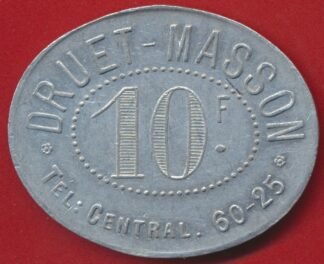 DRUET-MASSON
10 F.
TEL: CENTRAL. 60-25